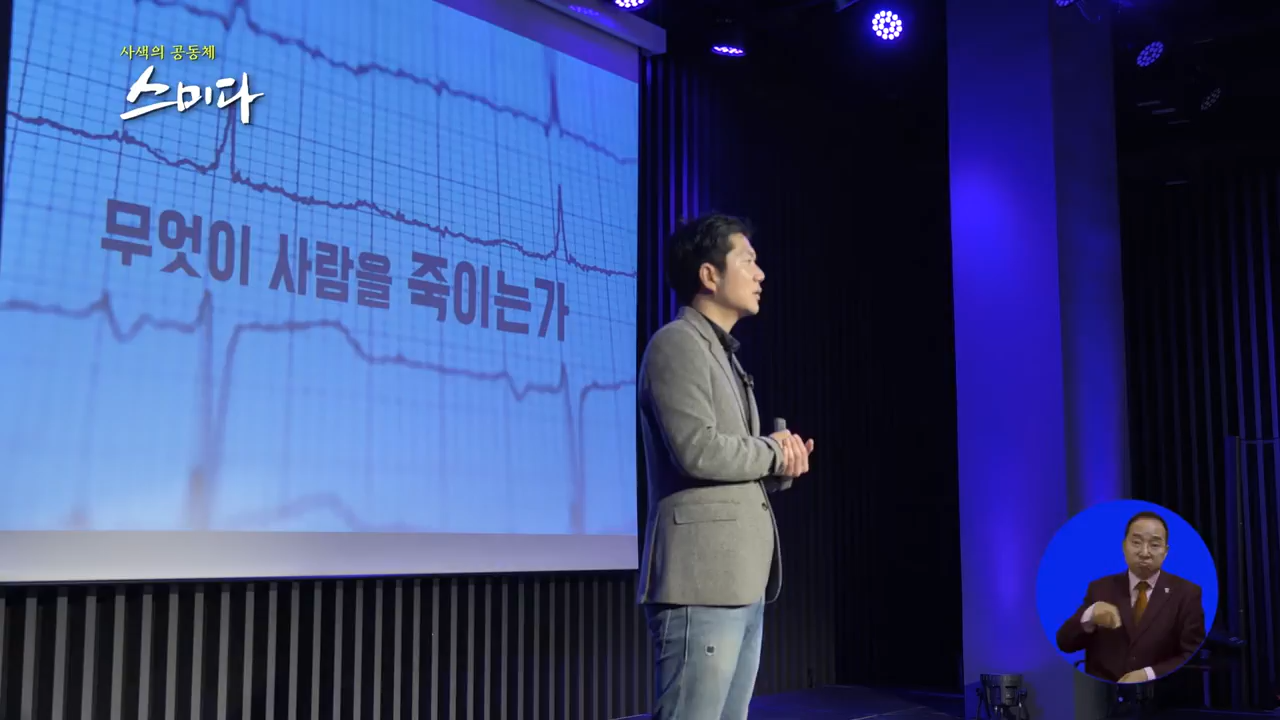 사색의 공동체
스미다
무엇이 사람을 죽이는가